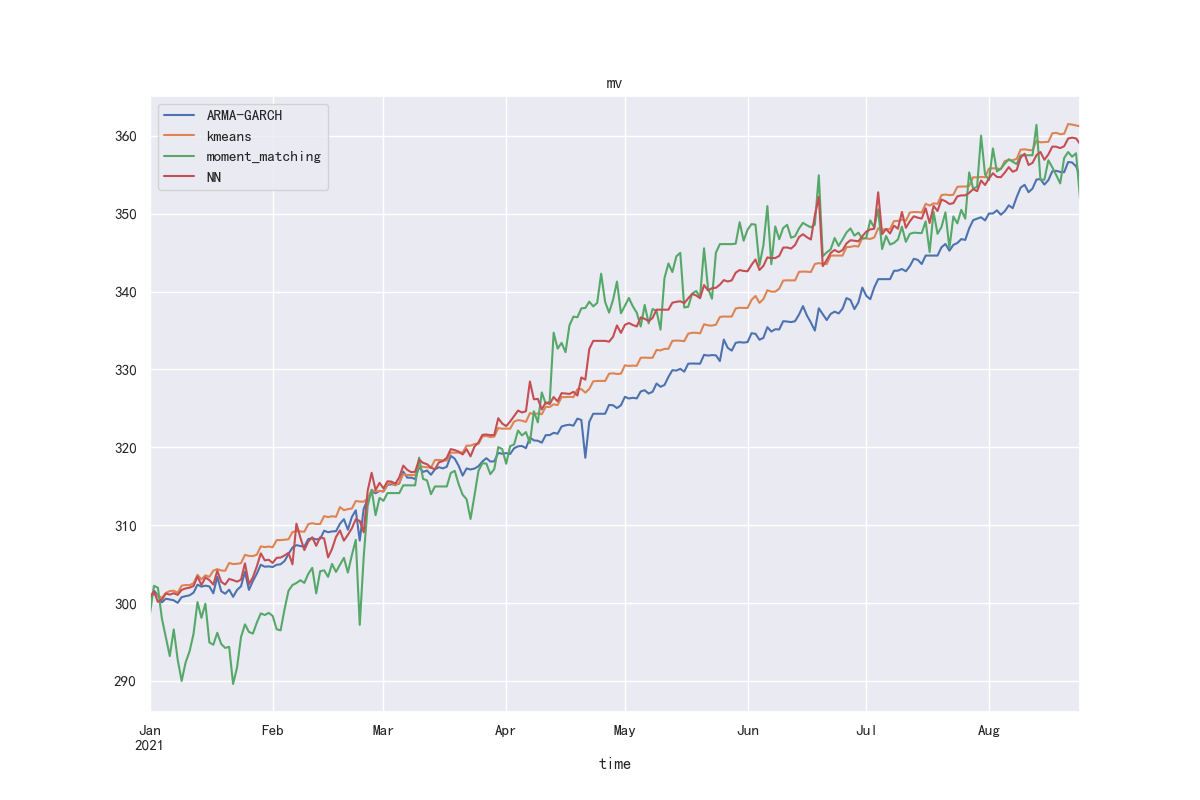 mv
ARMA-GARCH
kmeans
moment_matching
NN
360
350
340
330
320
310
300
290
Jan Feb Mar Apr May Jun Jul Aug
2021
time